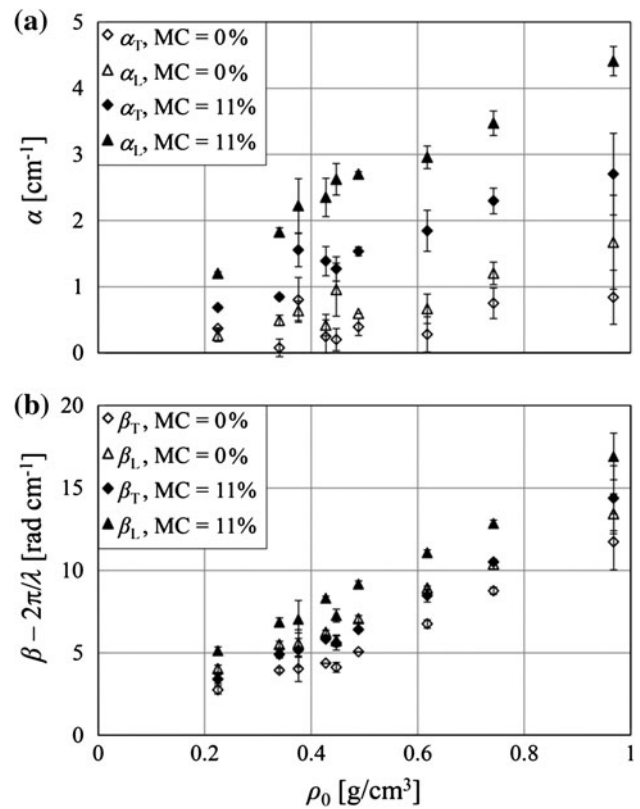 (a)
5
4
3
2
1
0
α [cm⁻¹]
◇ α_T, MC = 0%
△ α_L, MC = 0%
◆ α_T, MC = 11%
▲ α_L, MC = 11%
(b)
20
15
10
5
0
β – 2π/λ [rad cm⁻¹]
◇ β_T, MC = 0%
△ β_L, MC = 0%
◆ β_T, MC = 11%
▲ β_L, MC = 11%
0 0.2 0.4 0.6 0.8 1
ρ₀ [g/cm³]